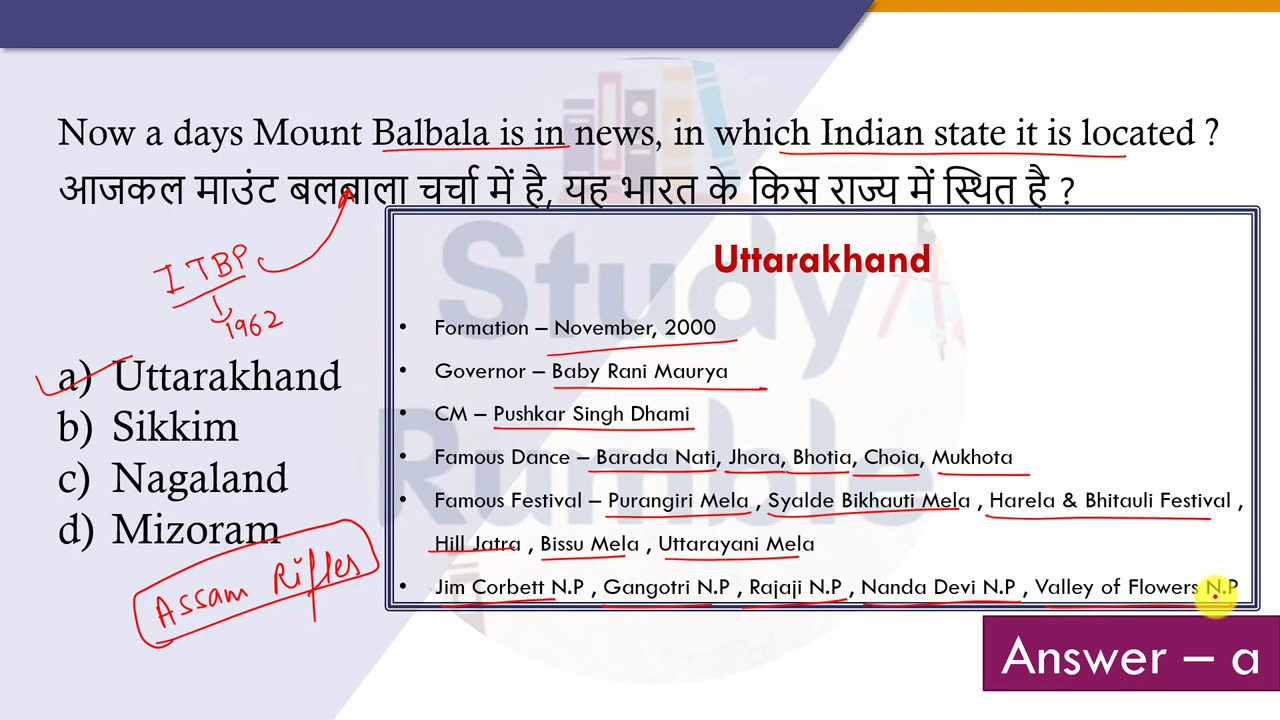 Now a days Mount Balbala is in news, in which Indian state it is located ?
आजकल माउंट बलबाला चर्चा में है, यह भारत के किस राज्य में स्थित है ?
ITBP
1962
a) Uttarakhand
b) Sikkim
c) Nagaland
d) Mizoram
Assam Rifles
Study
Rumble
Uttarakhand
• Formation – November, 2000
• Governor – Baby Rani Maurya
• CM – Pushkar Singh Dhami
• Famous Dance – Barada Nati, Jhora, Bhotia, Choia, Mukhota
• Famous Festival – Purangiri Mela , Syalde Bikhauti Mela , Harela & Bhitauli Festival ,
Hill Jatra , Bissu Mela , Uttarayani Mela
• Jim Corbett N.P , Gangotri N.P , Rajaji N.P , Nanda Devi N.P , Valley of Flowers N.P
Answer – a